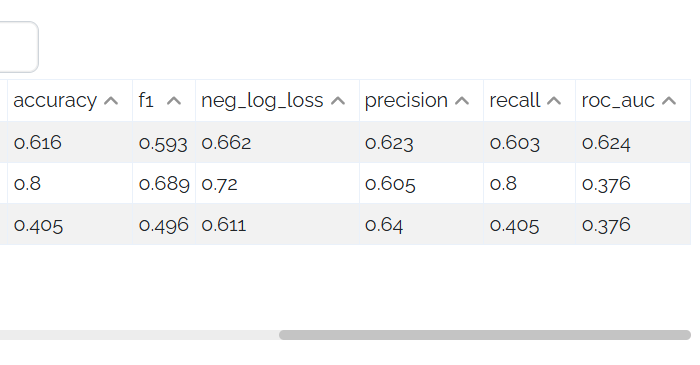 accuracy f1 neg_log_loss precision recall roc_auc
0.616 0.593 0.662 0.623 0.603 0.624
0.8 0.689 0.72 0.605 0.8 0.376
0.405 0.496 0.611 0.64 0.405 0.376